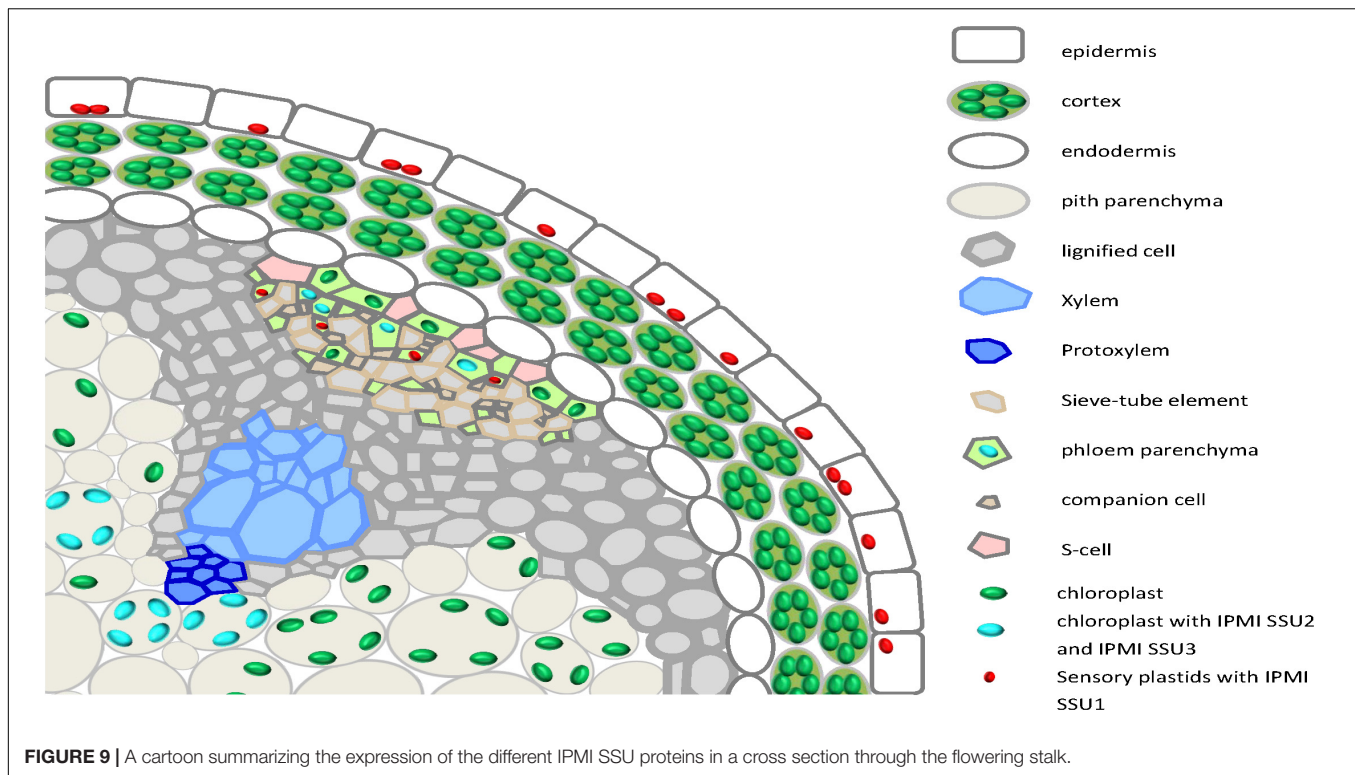 epidermis
cortex
endodermis
pith parenchyma
lignified cell
Xylem
Protoxylem
Sieve-tube element
phloem parenchyma
companion cell
S-cell
chloroplast
chloroplast with IPMI SSU2
and IPMI SSU3
Sensory plastids with IPMI
SSU1
FIGURE 9 | A cartoon summarizing the expression of the different IPMI SSU proteins in a cross section through the flowering stalk.